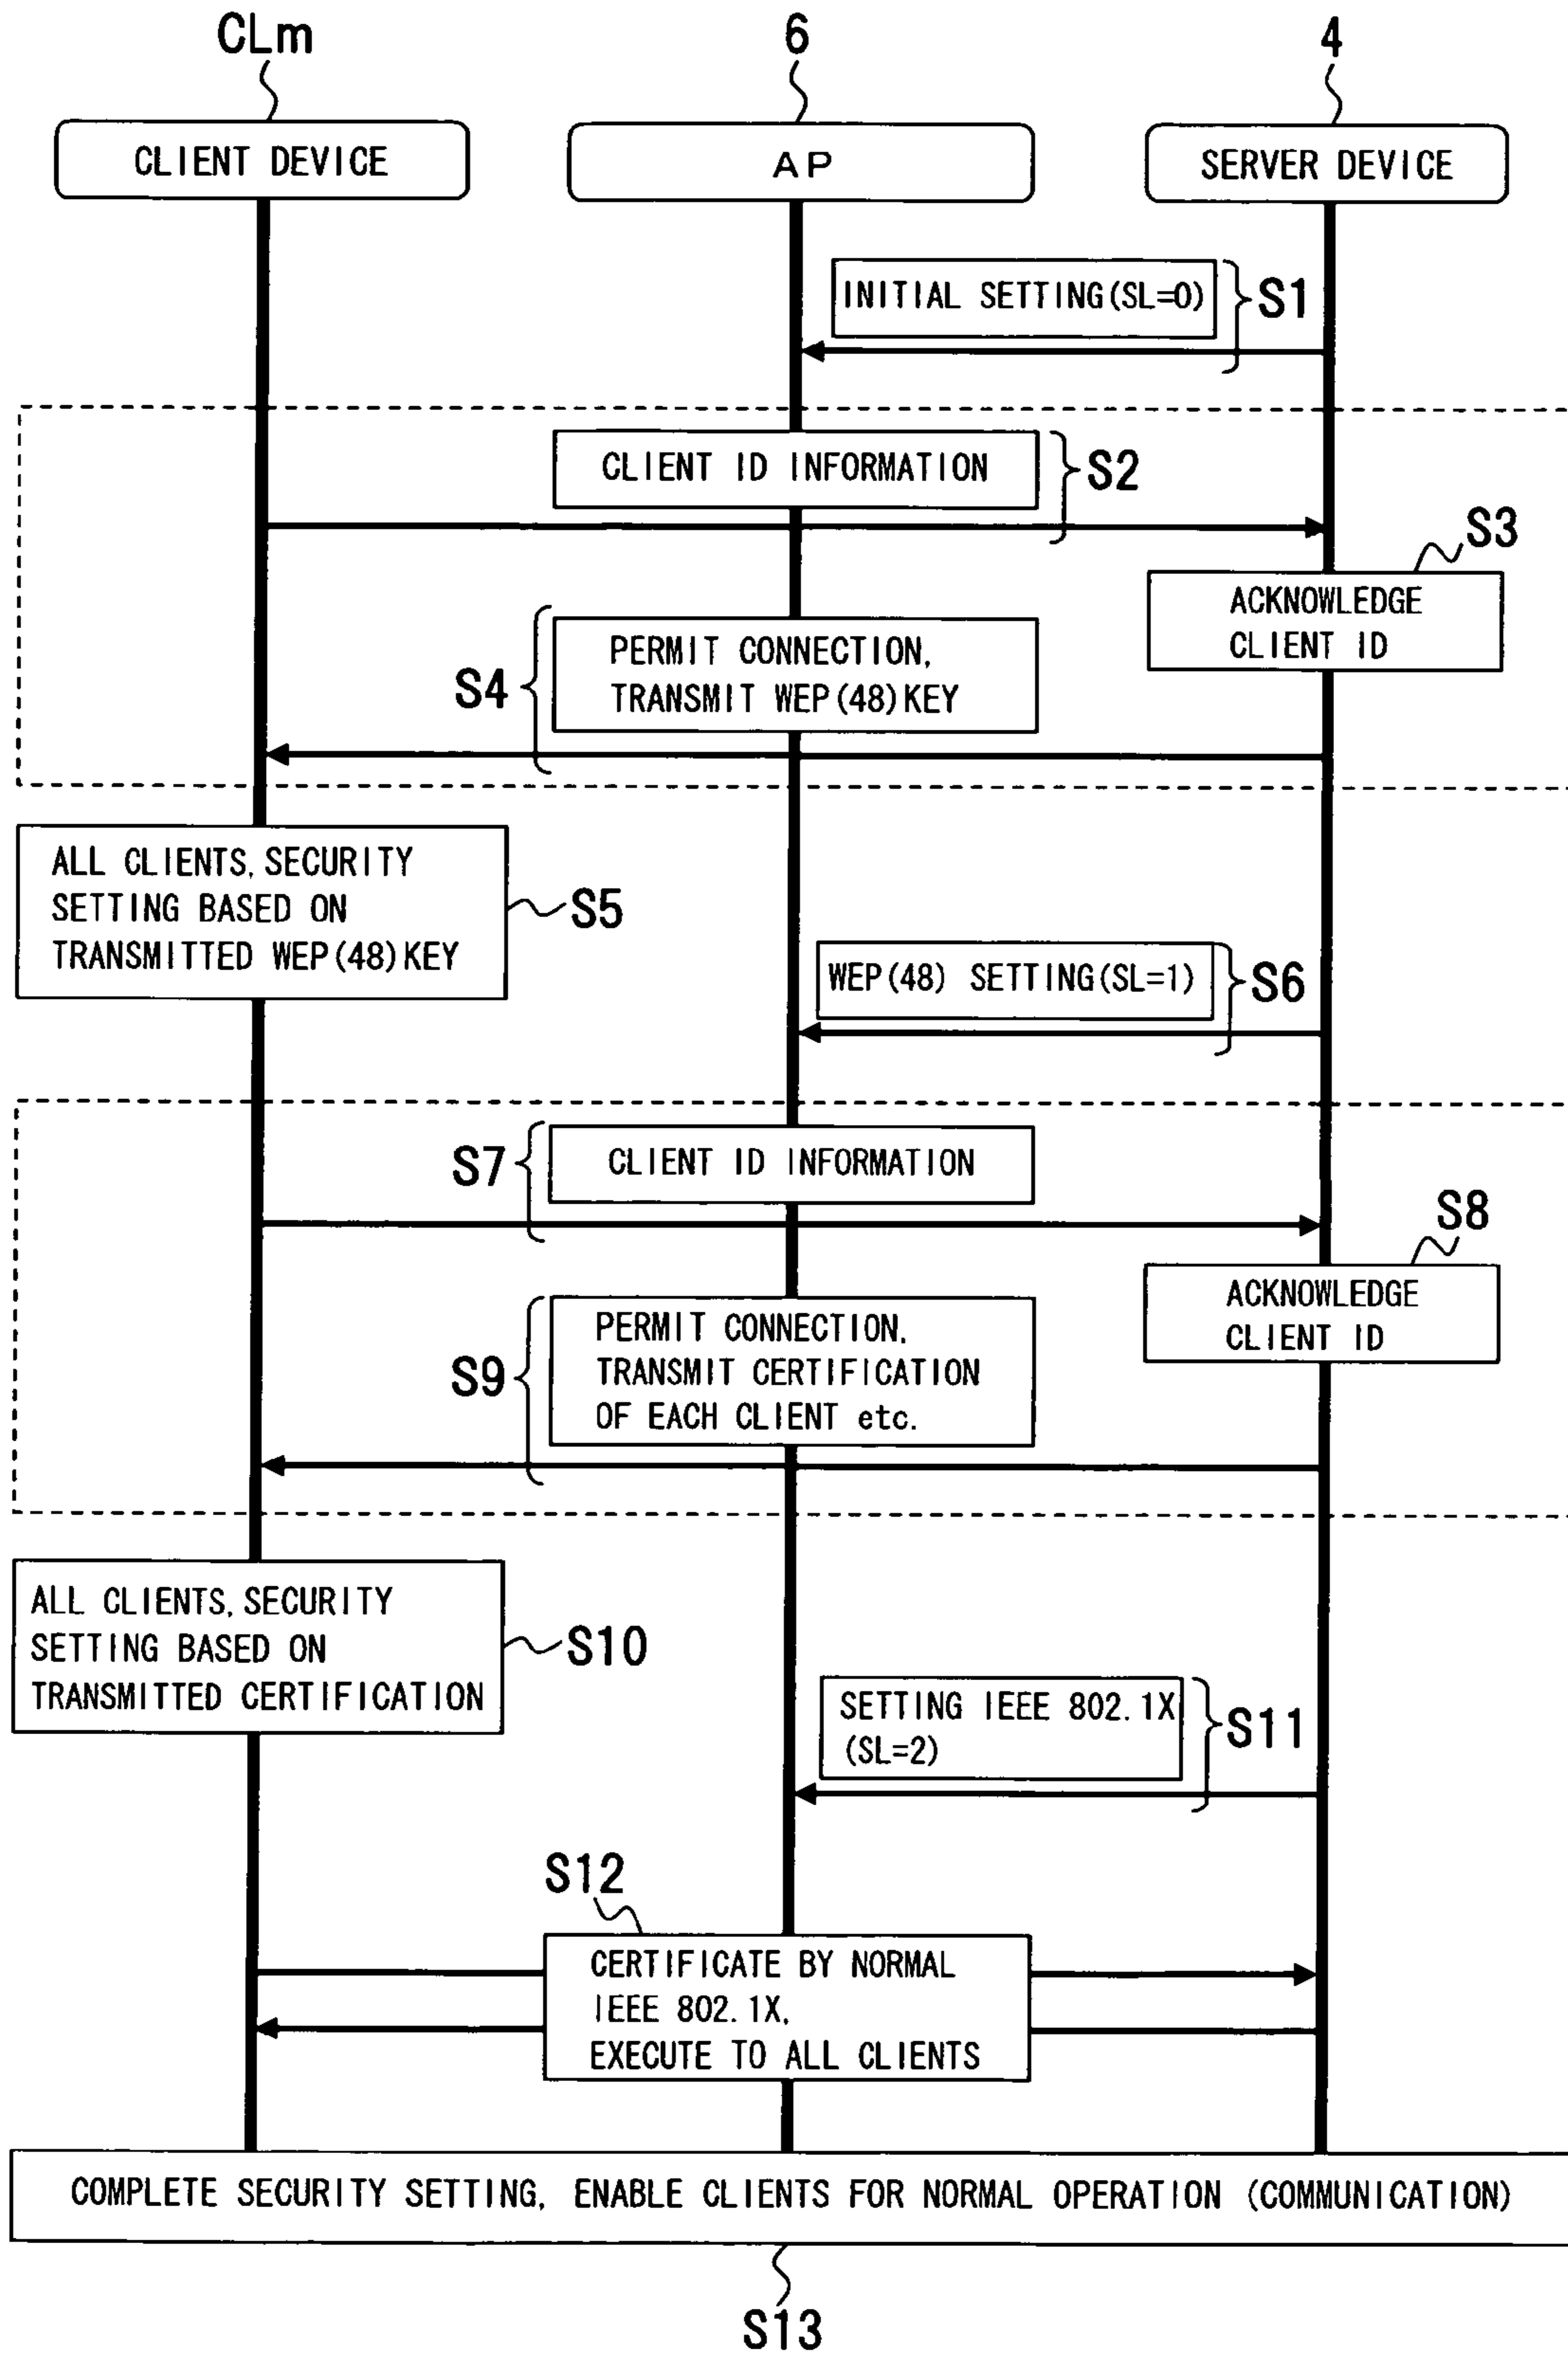 CLm
6
4
CLIENT DEVICE
AP
SERVER DEVICE
INITIAL SETTING(SL=0)
S1
CLIENT ID INFORMATION
S2
S3
ACKNOWLEDGE
CLIENT ID
S4
PERMIT CONNECTION,
TRANSMIT WEP(48)KEY
ALL CLIENTS, SECURITY
SETTING BASED ON
TRANSMITTED WEP(48)KEY
S5
WEP(48) SETTING(SL=1)
S6
S7
CLIENT ID INFORMATION
S8
ACKNOWLEDGE
CLIENT ID
S9
PERMIT CONNECTION,
TRANSMIT CERTIFICATION
OF EACH CLIENT etc.
ALL CLIENTS, SECURITY
SETTING BASED ON
TRANSMITTED CERTIFICATION
S10
SETTING IEEE 802.1X
(SL=2)
S11
S12
CERTIFICATE BY NORMAL
IEEE 802.1X,
EXECUTE TO ALL CLIENTS
COMPLETE SECURITY SETTING, ENABLE CLIENTS FOR NORMAL OPERATION (COMMUNICATION)
S13